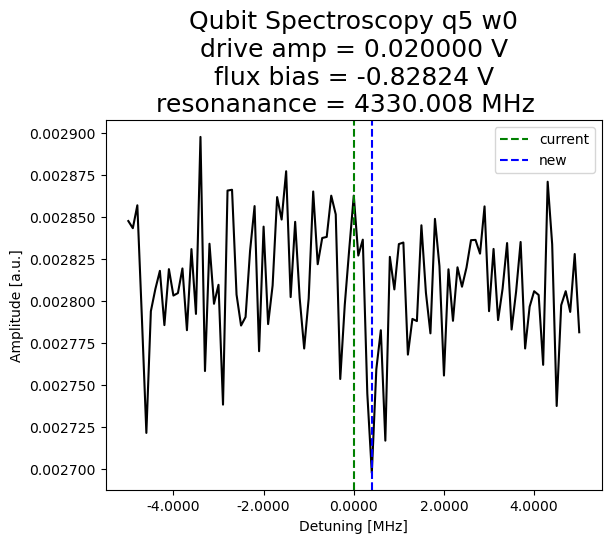 Qubit Spectroscopy q5 w0
drive amp = 0.020000 V
flux bias = -0.82824 V
resonanance = 4330.008 MHz
current
new
0.002900
0.002875
0.002850
0.002825
0.002800
0.002775
0.002750
0.002725
0.002700
Amplitude [a.u.]
-4.0000 -2.0000 0.0000 2.0000 4.0000
Detuning [MHz]